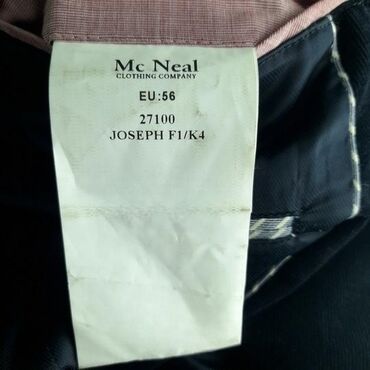 Mc Neal
CLOTHING COMPANY
EU:56
27100
JOSEPH F1/K4